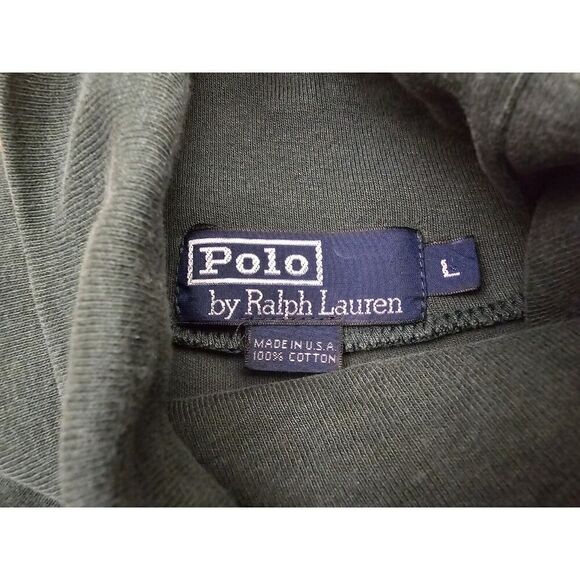 Polo
by Ralph Lauren
L
MADE IN U.S.A.
100% COTTON